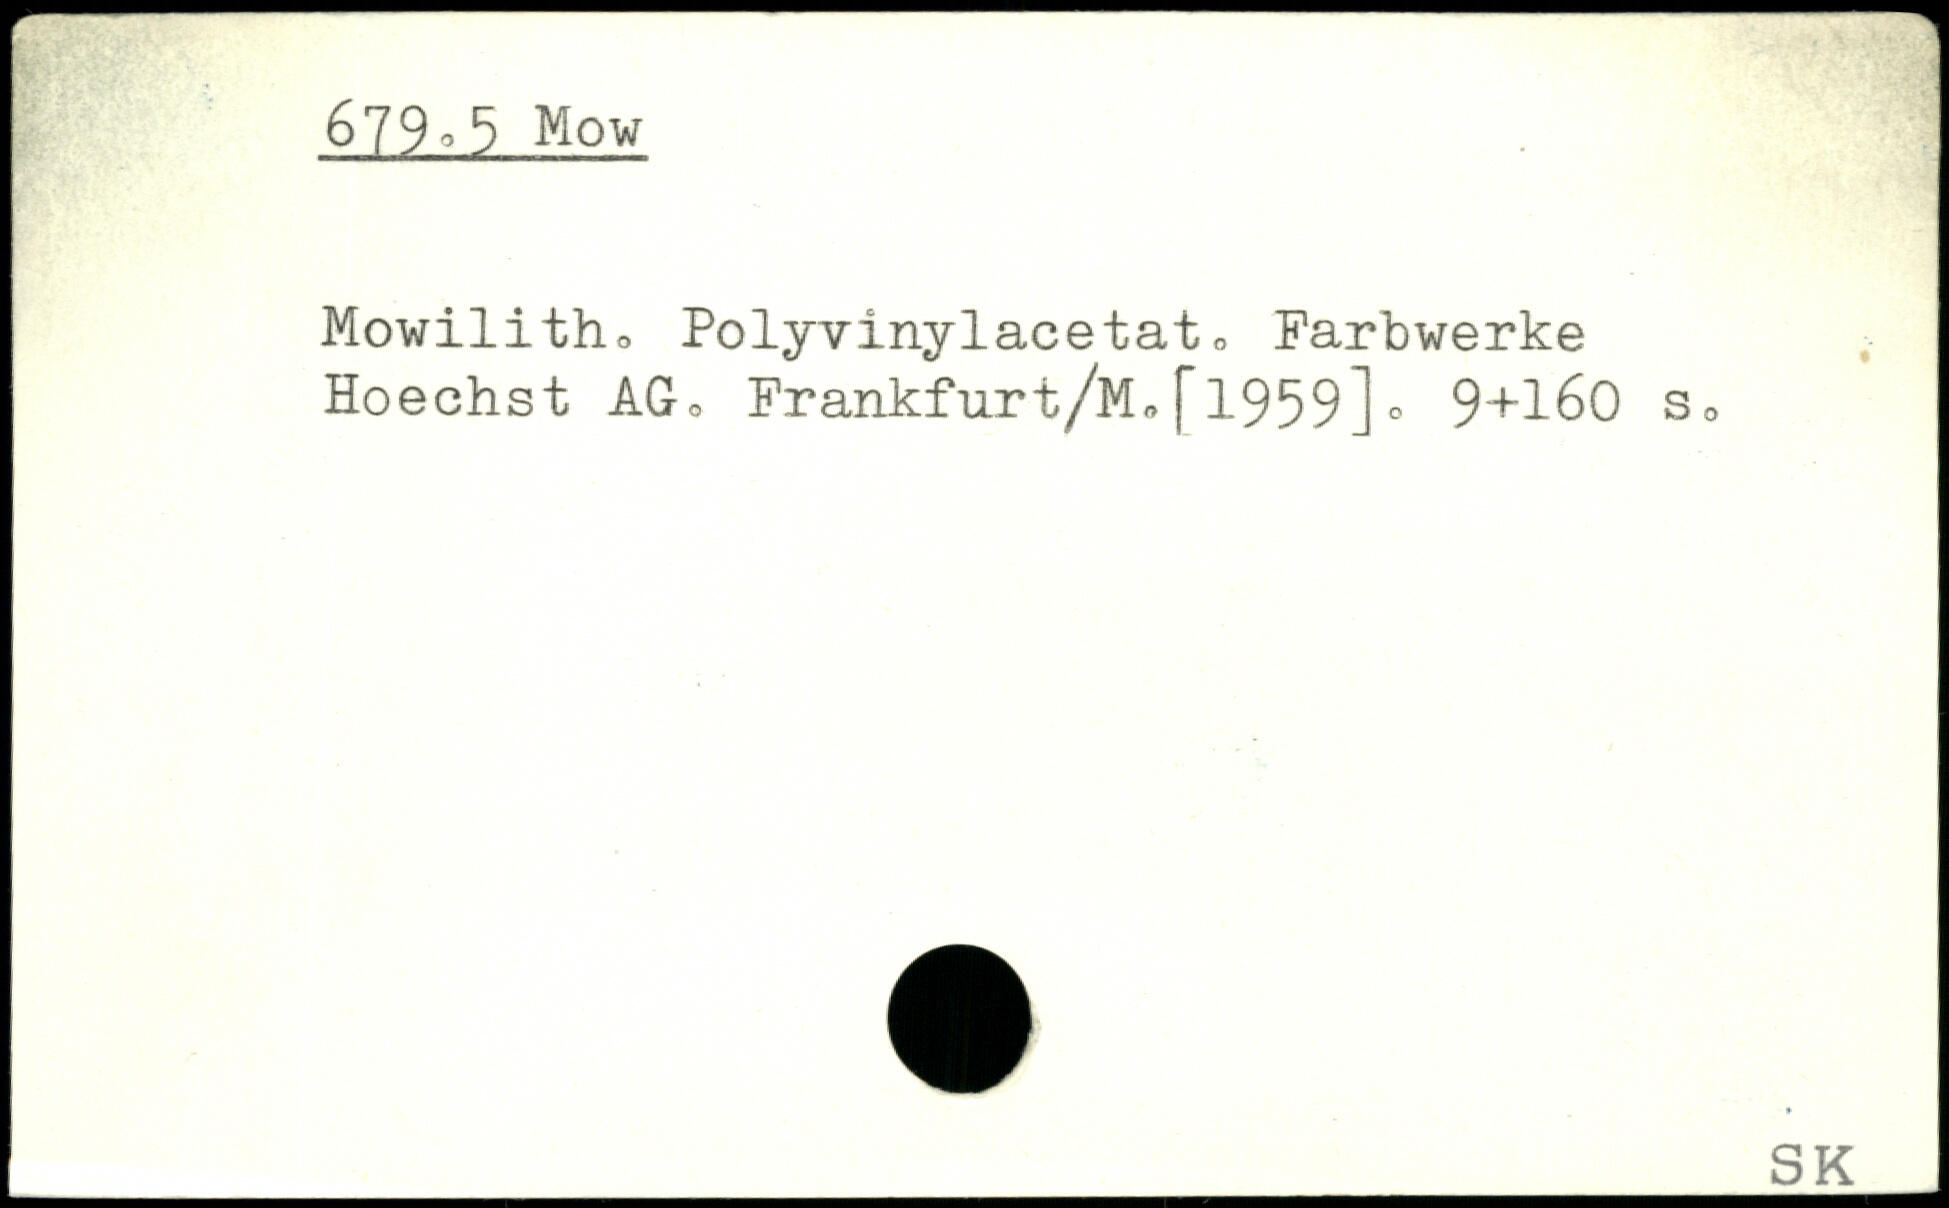 679.5 Mow
Mowilith. Polyvinylacetat. Farbwerke
Hoechst AG. Frankfurt/M.[1959]. 9+160 s.
SK